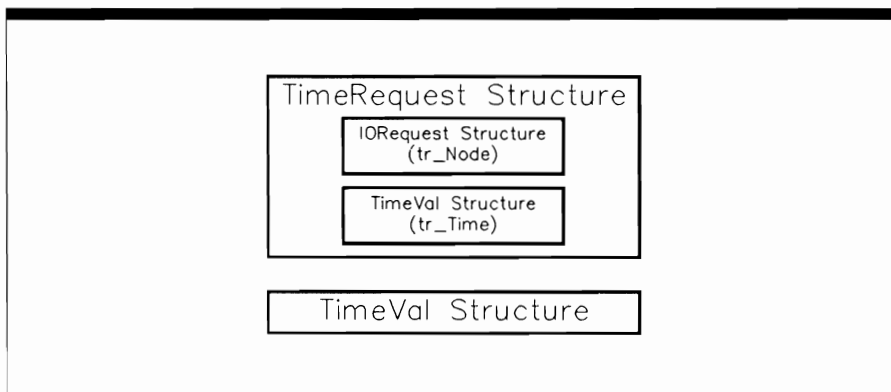 TimeRequest Structure
IORequest Structure
(tr_Node)
TimeVal Structure
(tr_Time)
TimeVal Structure